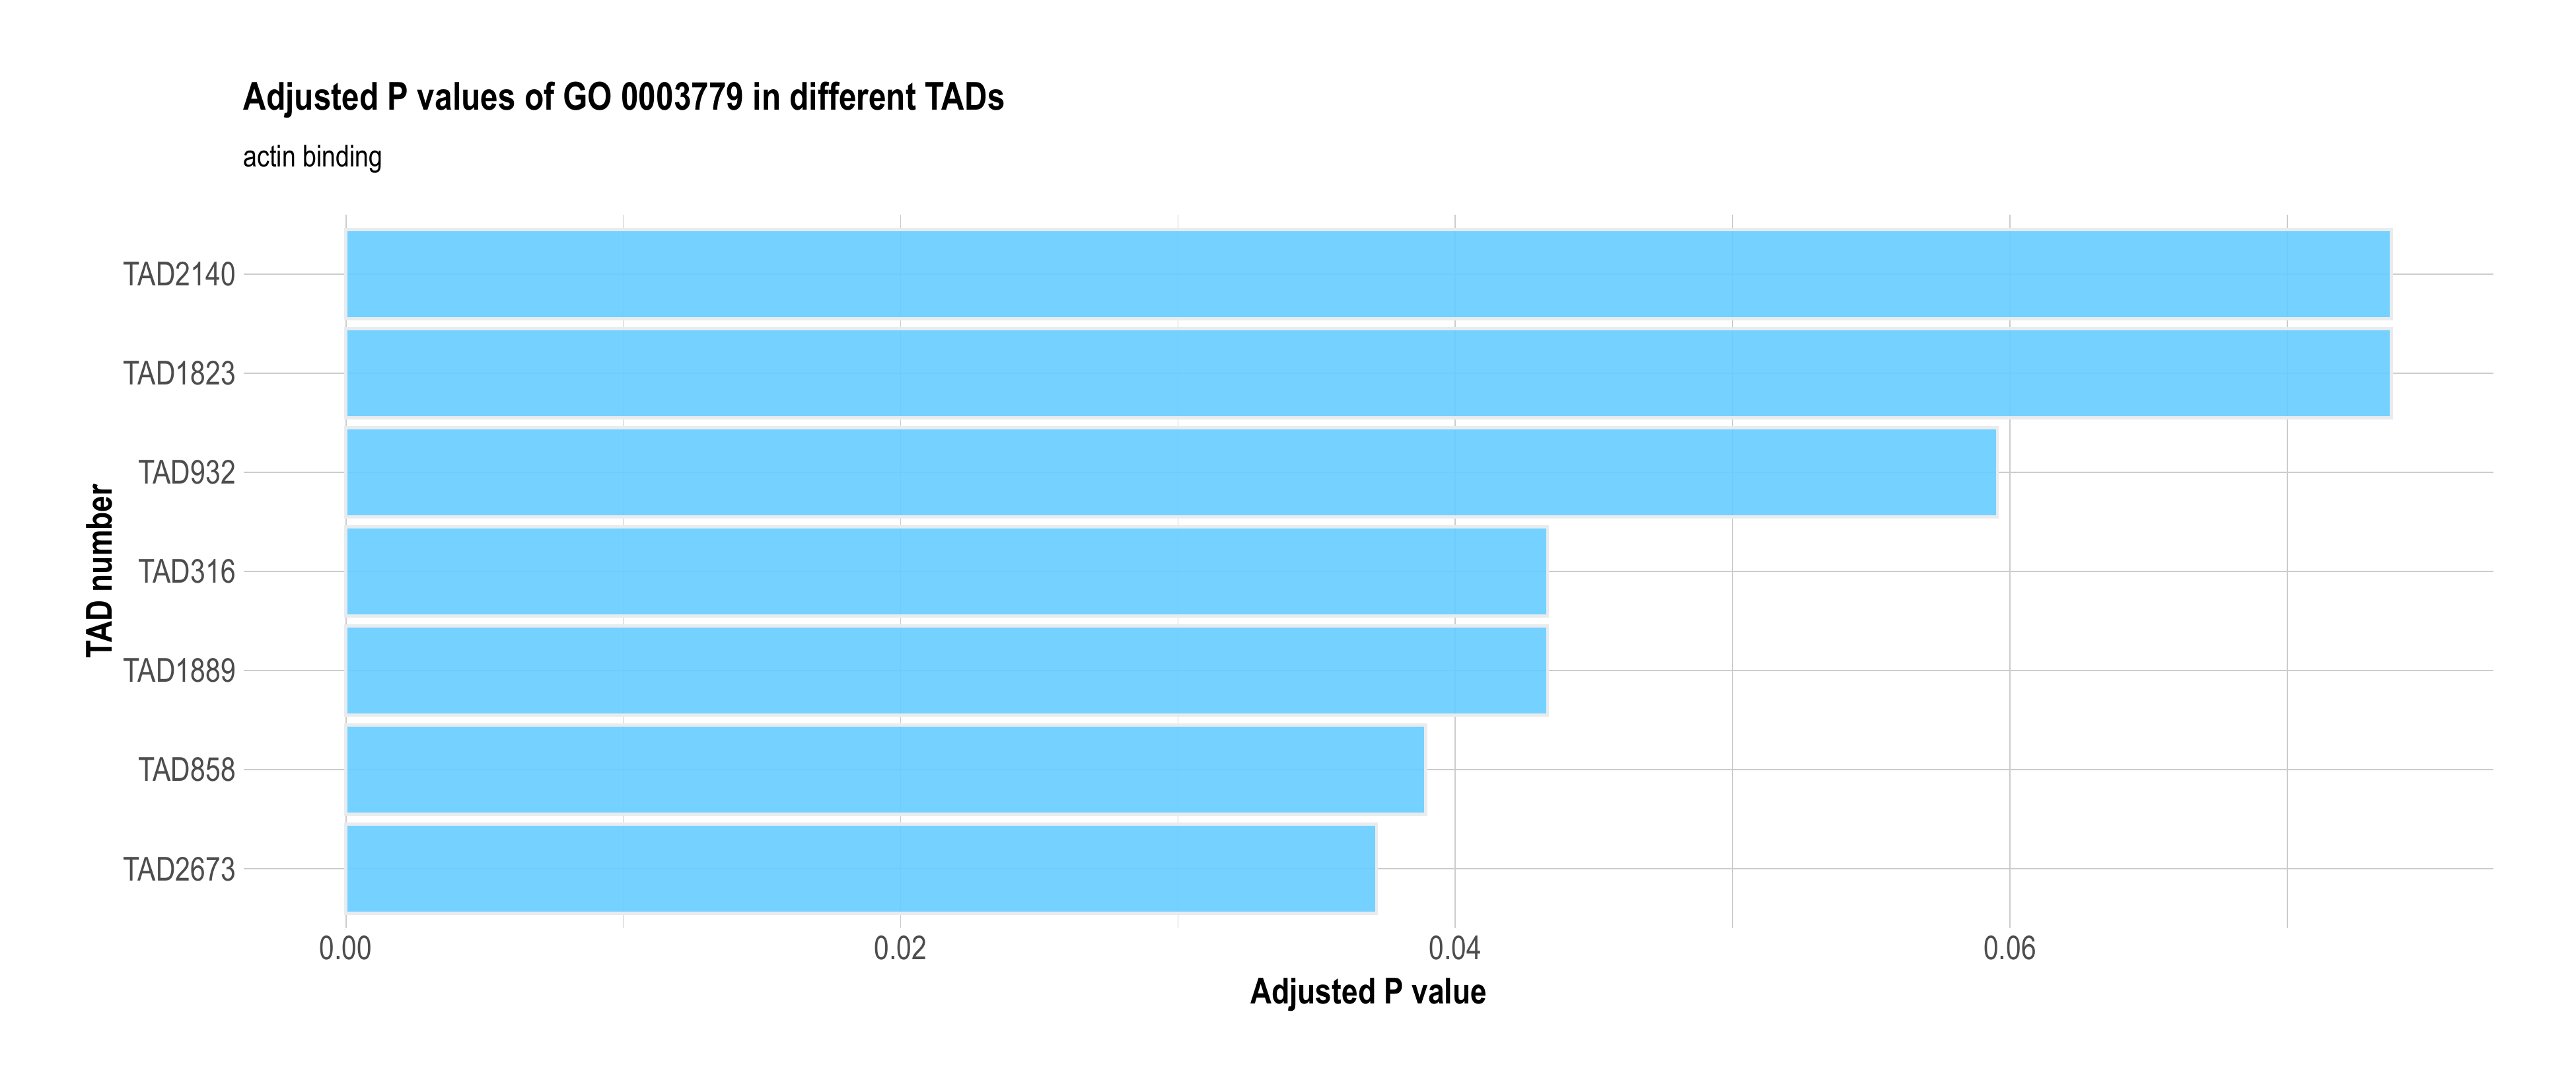 Adjusted P values of GO 0003779 in different TADs
actin binding
TAD number
TAD2140
TAD1823
TAD932
TAD316
TAD1889
TAD858
TAD2673
0.00 0.02 0.04 0.06
Adjusted P value